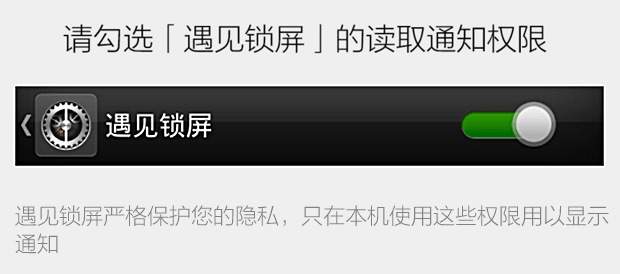 请勾选「遇见锁屏」的读取通知权限
遇见锁屏
遇见锁屏严格保护您的隐私，只在本机使用这些权限用以显示
通知